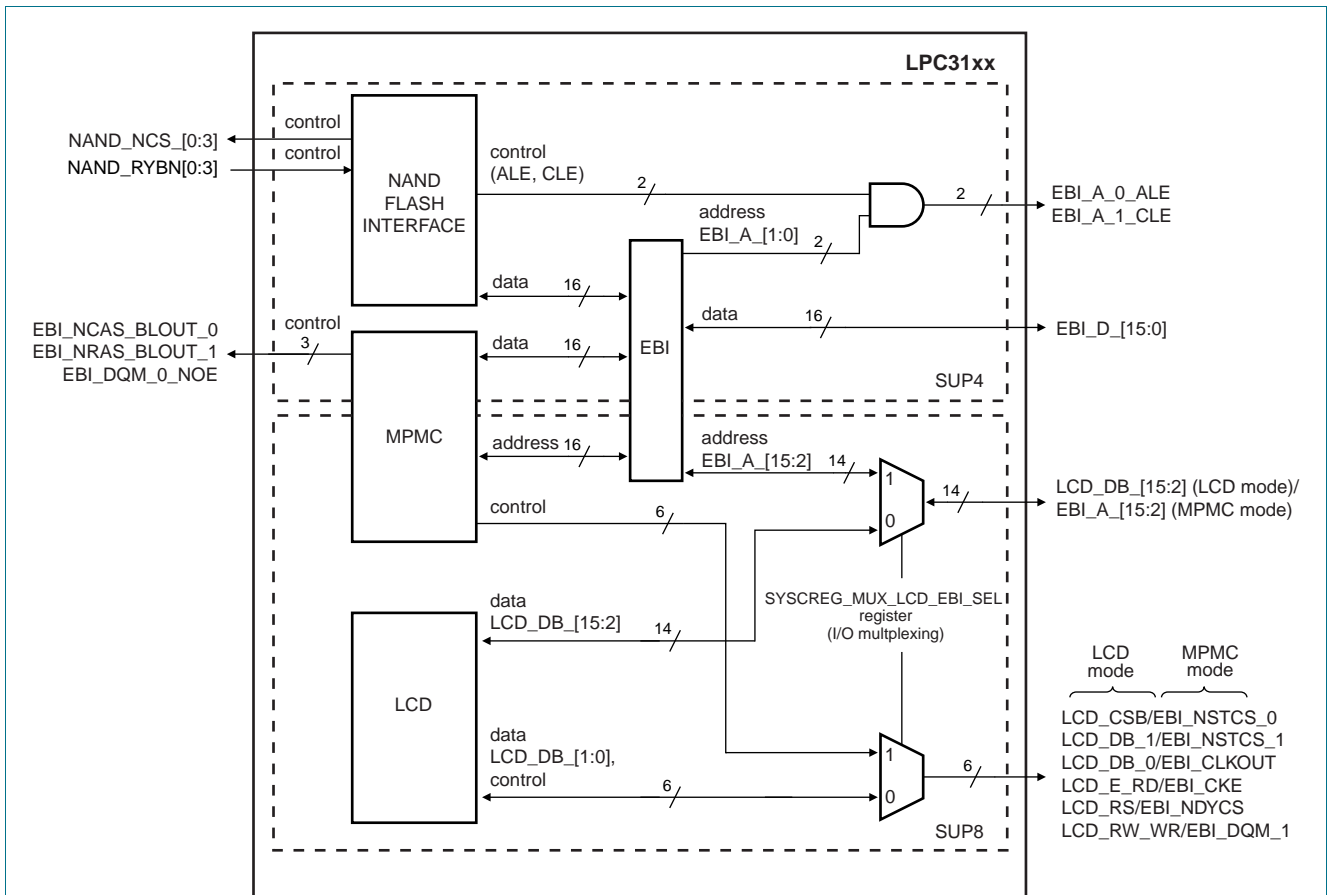 LPC31xx
NAND_NCS_[0:3]
control
NAND_RYBN[0:3]
control
NAND
FLASH
INTERFACE
control
(ALE, CLE)
2
address
EBI_A_[1:0]
2
2
EBI_A_0_ALE
EBI_A_1_CLE
data
16
data
16
EBI_D_[15:0]
EBI_NCAS_BLOUT_0
EBI_NRAS_BLOUT_1
EBI_DQM_0_NOE
control
3
data
16
EBI
SUP4
MPMC
address
16
address
EBI_A_[15:2]
14
1
0
14
LCD_DB_[15:2] (LCD mode)/
EBI_A_[15:2] (MPMC mode)
control
6
SYSCREG_MUX_LCD_EBI_SEL
register
(I/O multplexing)
data
LCD_DB_[15:2]
14
LCD
data
LCD_DB_[1:0],
control
6
1
0
6
LCD
mode
MPMC
mode
LCD_CSB/EBI_NSTCS_0
LCD_DB_1/EBI_NSTCS_1
LCD_DB_0/EBI_CLKOUT
LCD_E_RD/EBI_CKE
LCD_RS/EBI_NDYCS
LCD_RW_WR/EBI_DQM_1
SUP8